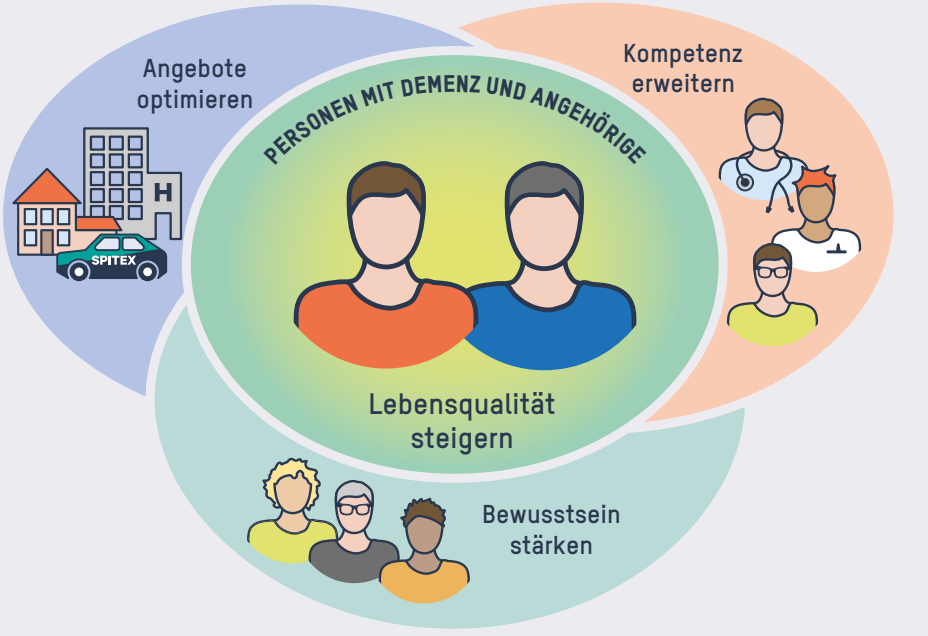 Angebote
optimieren
H
SPITEX
Kompetenz
erweitern
PERSONEN MIT DEMENZ UND ANGEHÖRIGE
Lebensqualität
steigern
Bewusstsein
stärken